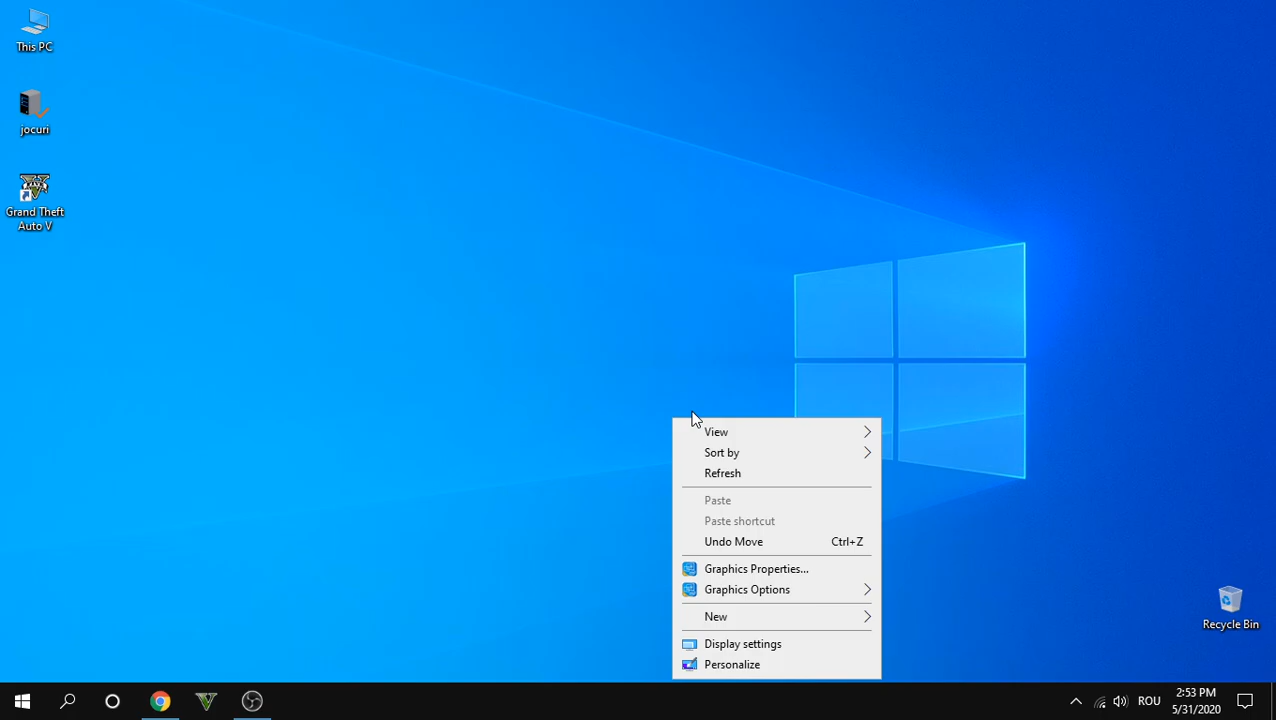 This PC
jocuri
Grand Theft
Auto V
View
Sort by
Refresh
Paste
Paste shortcut
Undo Move Ctrl+Z
Graphics Properties...
Graphics Options
New
Display settings
Personalize
Recycle Bin
ROU
2:53 PM
5/31/2020